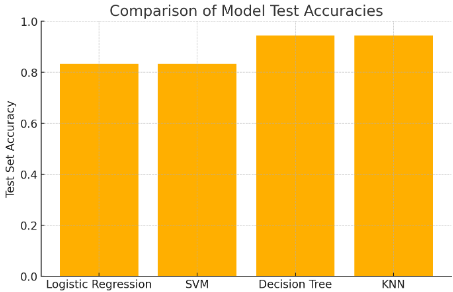 Comparison of Model Test Accuracies
Test Set Accuracy
1.0
0.8
0.6
0.4
0.2
0.0
Logistic Regression SVM Decision Tree KNN